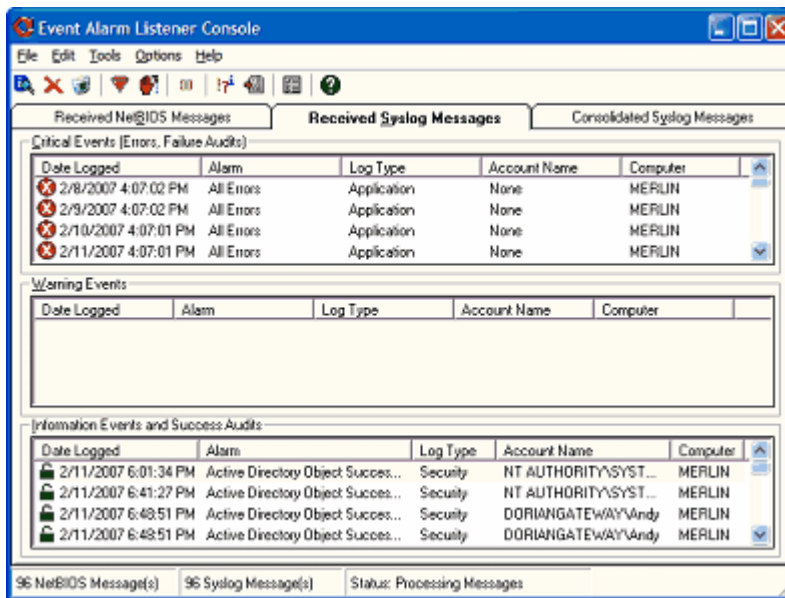 Event Alarm Listener Console
File Edit Tools Options Help
Received NetBIOS Messages Received Syslog Messages Consolidated Syslog Messages
Critical Events (Errors, Failure Audits)
Date Logged Alarm Log Type Account Name Computer
2/8/2007 4:07:02 PM All Errors Application None MERLIN
2/9/2007 4:07:02 PM All Errors Application None MERLIN
2/10/2007 4:07:01 PM All Errors Application None MERLIN
2/11/2007 4:07:01 PM All Errors Application None MERLIN
Warning Events
Date Logged Alarm Log Type Account Name Computer
Information Events and Success Audits
Date Logged Alarm Log Type Account Name Computer
2/11/2007 6:01:34 PM Active Directory Object Succes... Security NT AUTHORITY\SYST... MERLIN
2/11/2007 6:41:27 PM Active Directory Object Succes... Security NT AUTHORITY\SYST... MERLIN
2/11/2007 6:48:51 PM Active Directory Object Succes... Security DORIANGATEWAY\Andy MERLIN
2/11/2007 6:48:51 PM Active Directory Object Succes... Security DORIANGATEWAY\Andy MERLIN
96 NetBIOS Message(s) 96 Syslog Message(s) Status: Processing Messages